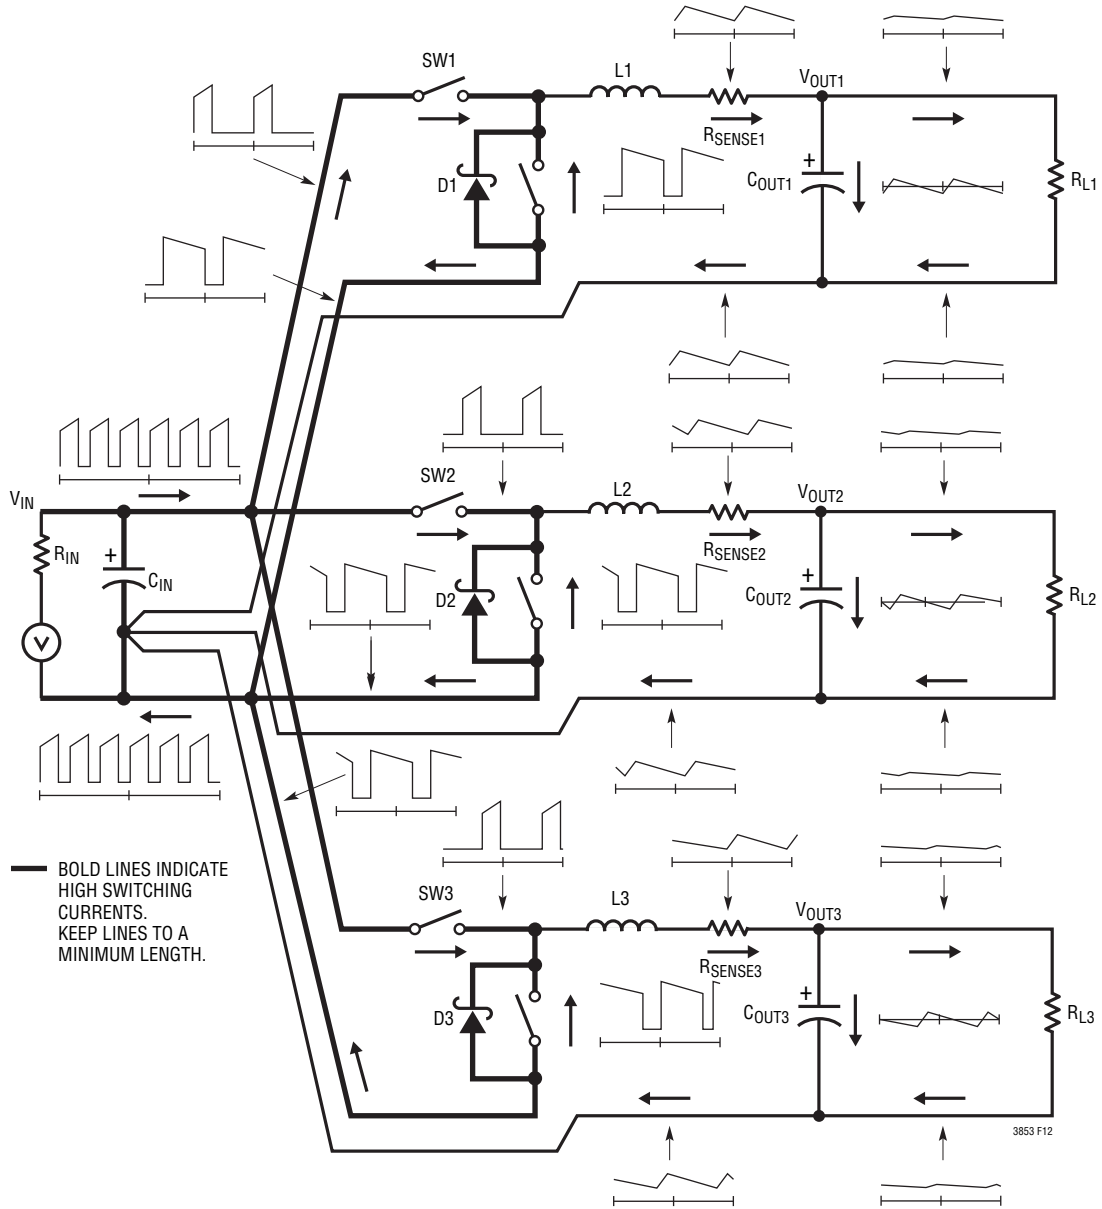 SW1
L1
VOUT1
RSENSE1
D1
COUT1
RL1
SW2
L2
VOUT2
VIN
RIN
CIN
RSENSE2
D2
COUT2
RL2
V
BOLD LINES INDICATE
HIGH SWITCHING
CURRENTS.
KEEP LINES TO A
MINIMUM LENGTH.
SW3
L3
VOUT3
RSENSE3
D3
COUT3
RL3
3853 F12
+
+
+
+